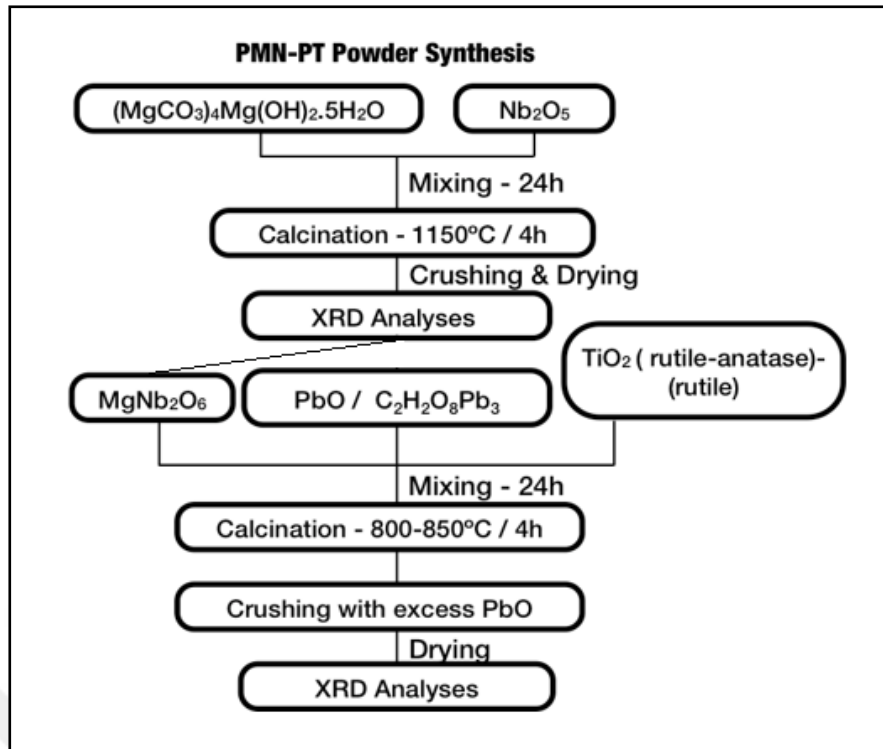 PMN-PT Powder Synthesis
(MgCO₃)₄Mg(OH)₂.5H₂O
Nb₂O₅
Mixing - 24h
Calcination - 1150ºC / 4h
Crushing & Drying
XRD Analyses
TiO₂ ( rutile-anatase)-
(rutile)
MgNb₂O₆
PbO / C₂H₂O₈Pb₃
Mixing - 24h
Calcination - 800-850ºC / 4h
Crushing with excess PbO
Drying
XRD Analyses